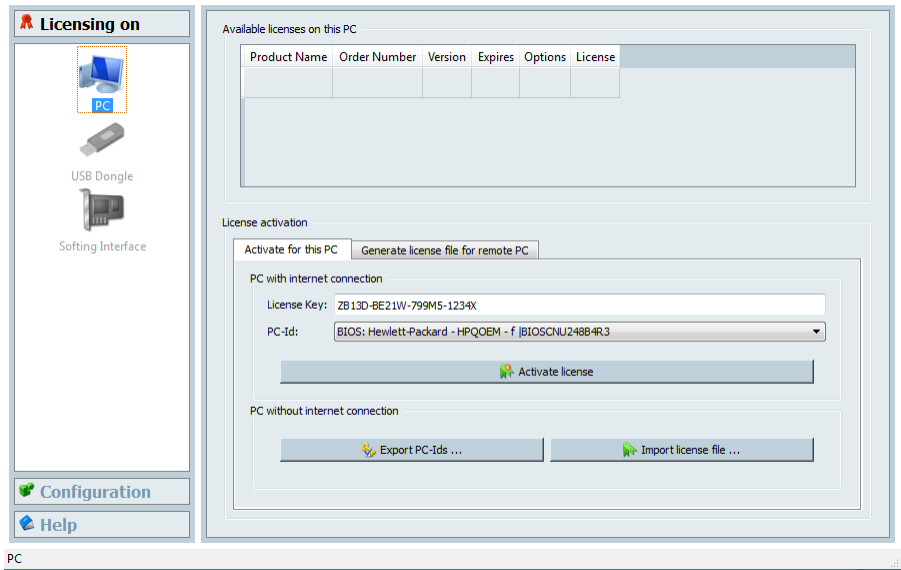 Licensing on
PC
USB Dongle
Softing Interface
Configuration
Help
Available licenses on this PC
Product Name Order Number Version Expires Options License
License activation
Activate for this PC Generate license file for remote PC
PC with internet connection
License Key: ZB13D-BE21W-799M5-1234X
PC-Id: BIOS: Hewlett-Packard - HPQOEM - f |BIOSCNU248B4R3
Activate license
PC without internet connection
Export PC-Ids ... Import license file ...
PC